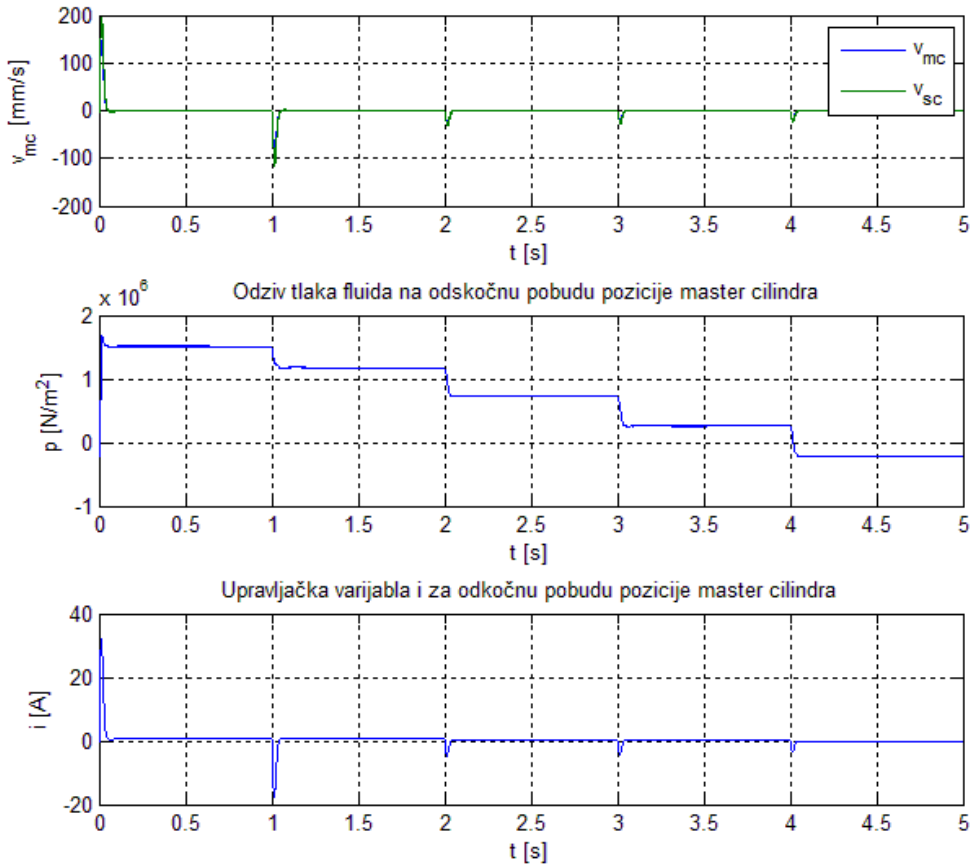 200
100
0
-100
-200
v_mc [mm/s]
v_mc
v_sc
0 0.5 1 1.5 2 2.5 3 3.5 4 4.5 5
t [s]
x 10^6
Odziv tlaka fluida na odskočnu pobudu pozicije master cilindra
2
1
0
-1
p [N/m^2]
0 0.5 1 1.5 2 2.5 3 3.5 4 4.5 5
t [s]
Upravljačka varijabla i za odkočnu pobudu pozicije master cilindra
40
20
0
-20
i [A]
0 0.5 1 1.5 2 2.5 3 3.5 4 4.5 5
t [s]